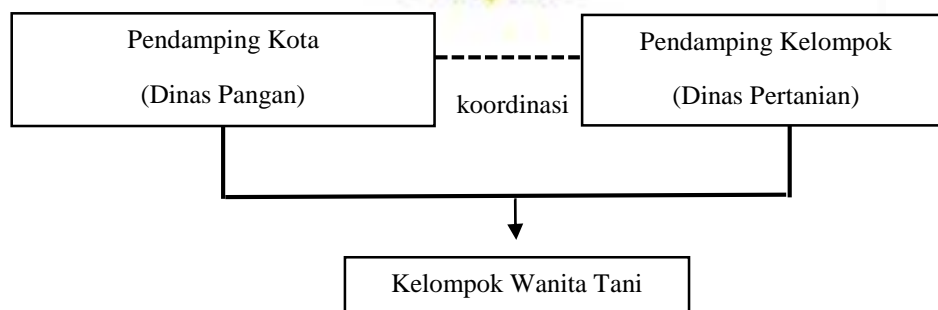 Pendamping Kota
(Dinas Pangan)
koordinasi
Pendamping Kelompok
(Dinas Pertanian)
Kelompok Wanita Tani